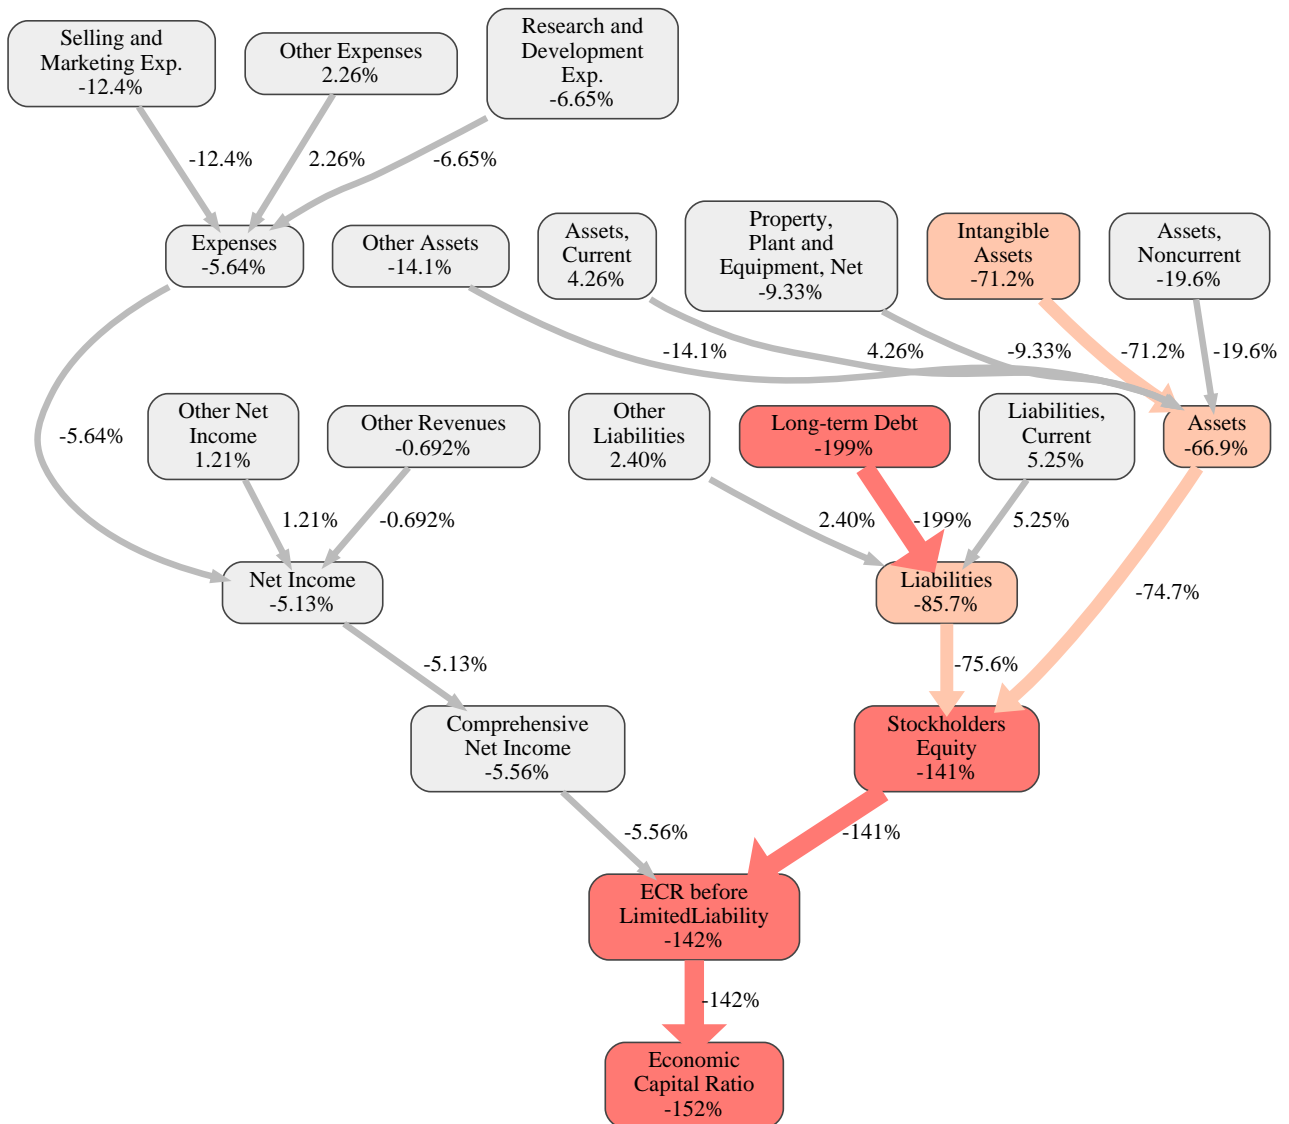 Selling and
Marketing Exp.
-12.4%
Other Expenses
2.26%
Research and
Development
Exp.
-6.65%
-12.4%
2.26%
-6.65%
Expenses
-5.64%
Other Assets
-14.1%
Assets,
Current
4.26%
Property,
Plant and
Equipment, Net
-9.33%
Intangible
Assets
-71.2%
Assets,
Noncurrent
-19.6%
-14.1%
4.26%
-9.33%
-71.2%
-19.6%
-5.64%
Other Net
Income
1.21%
Other Revenues
-0.692%
Other
Liabilities
2.40%
Long-term Debt
-199%
Liabilities,
Current
5.25%
Assets
-66.9%
1.21%
-0.692%
2.40%
-199%
5.25%
Net Income
-5.13%
Liabilities
-85.7%
-74.7%
-5.13%
-75.6%
Comprehensive
Net Income
-5.56%
Stockholders
Equity
-141%
-5.56%
-141%
ECR before
LimitedLiability
-142%
-142%
Economic
Capital Ratio
-152%